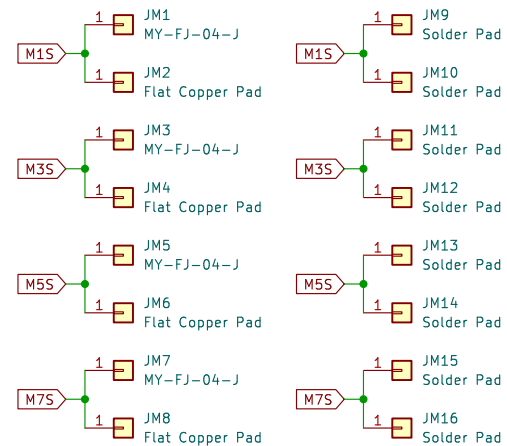 1 JM1
MY-FJ-04-J
M1S
1 JM2
Flat Copper Pad
1 JM3
MY-FJ-04-J
M3S
1 JM4
Flat Copper Pad
1 JM5
MY-FJ-04-J
M5S
1 JM6
Flat Copper Pad
1 JM7
MY-FJ-04-J
M7S
1 JM8
Flat Copper Pad
1 JM9
Solder Pad
M1S
1 JM10
Solder Pad
1 JM11
Solder Pad
M3S
1 JM12
Solder Pad
1 JM13
Solder Pad
M5S
1 JM14
Solder Pad
1 JM15
Solder Pad
M7S
1 JM16
Solder Pad